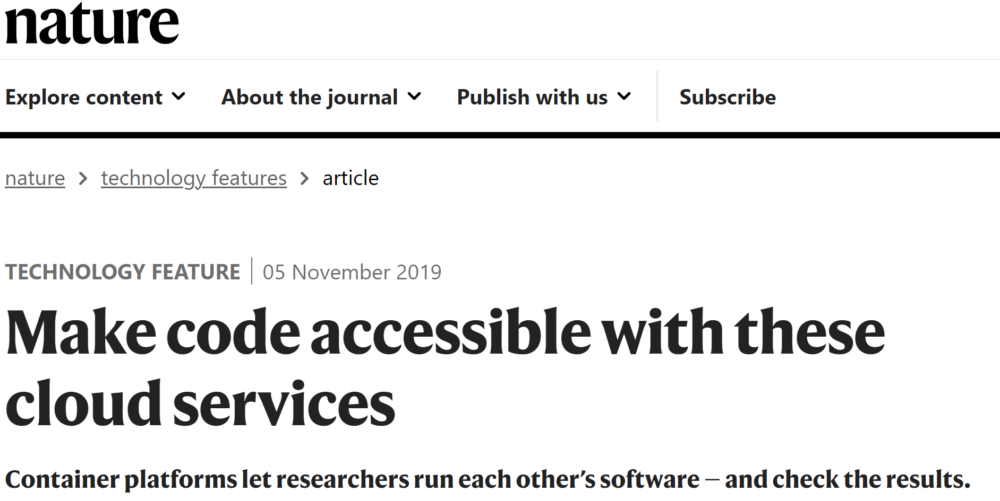 nature
Explore content About the journal Publish with us Subscribe
nature > technology features > article
TECHNOLOGY FEATURE | 05 November 2019
Make code accessible with these
cloud services
Container platforms let researchers run each other’s software — and check the results.